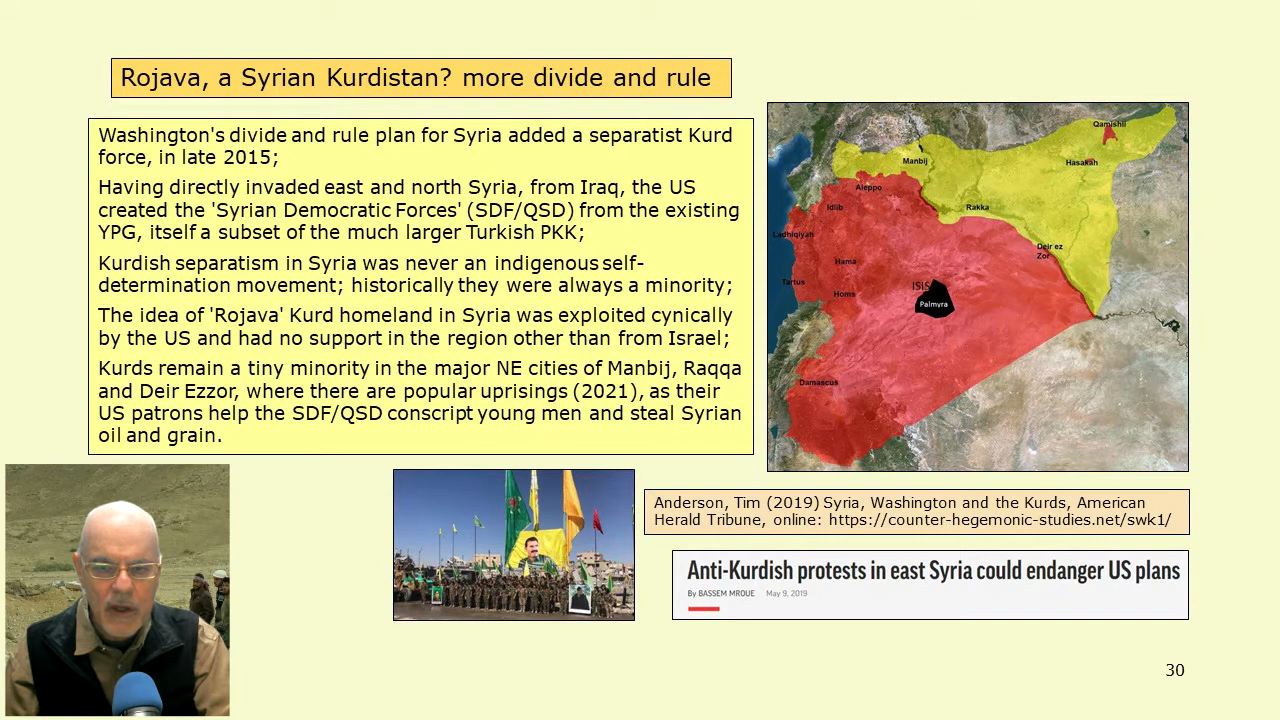 Rojava, a Syrian Kurdistan? more divide and rule
Washington's divide and rule plan for Syria added a separatist Kurd
force, in late 2015;
Having directly invaded east and north Syria, from Iraq, the US
created the 'Syrian Democratic Forces' (SDF/QSD) from the existing
YPG, itself a subset of the much larger Turkish PKK;
Kurdish separatism in Syria was never an indigenous self-
determination movement; historically they were always a minority;
The idea of 'Rojava' Kurd homeland in Syria was exploited cynically
by the US and had no support in the region other than from Israel;
Kurds remain a tiny minority in the major NE cities of Manbij, Raqqa
and Deir Ezzor, where there are popular uprisings (2021), as their
US patrons help the SDF/QSD conscript young men and steal Syrian
oil and grain.
Qamishli
Manbij
Hasakah
Aleppo
Idlib
Rakka
Ladhiqiyah
Deir ez
Zor
Hama
Tartus
ISIS
Homs
Palmyra
Damascus
Anderson, Tim (2019) Syria, Washington and the Kurds, American
Herald Tribune, online: https://counter-hegemonic-studies.net/swk1/
Anti-Kurdish protests in east Syria could endanger US plans
By BASSEM MROUE May 9, 2019
30